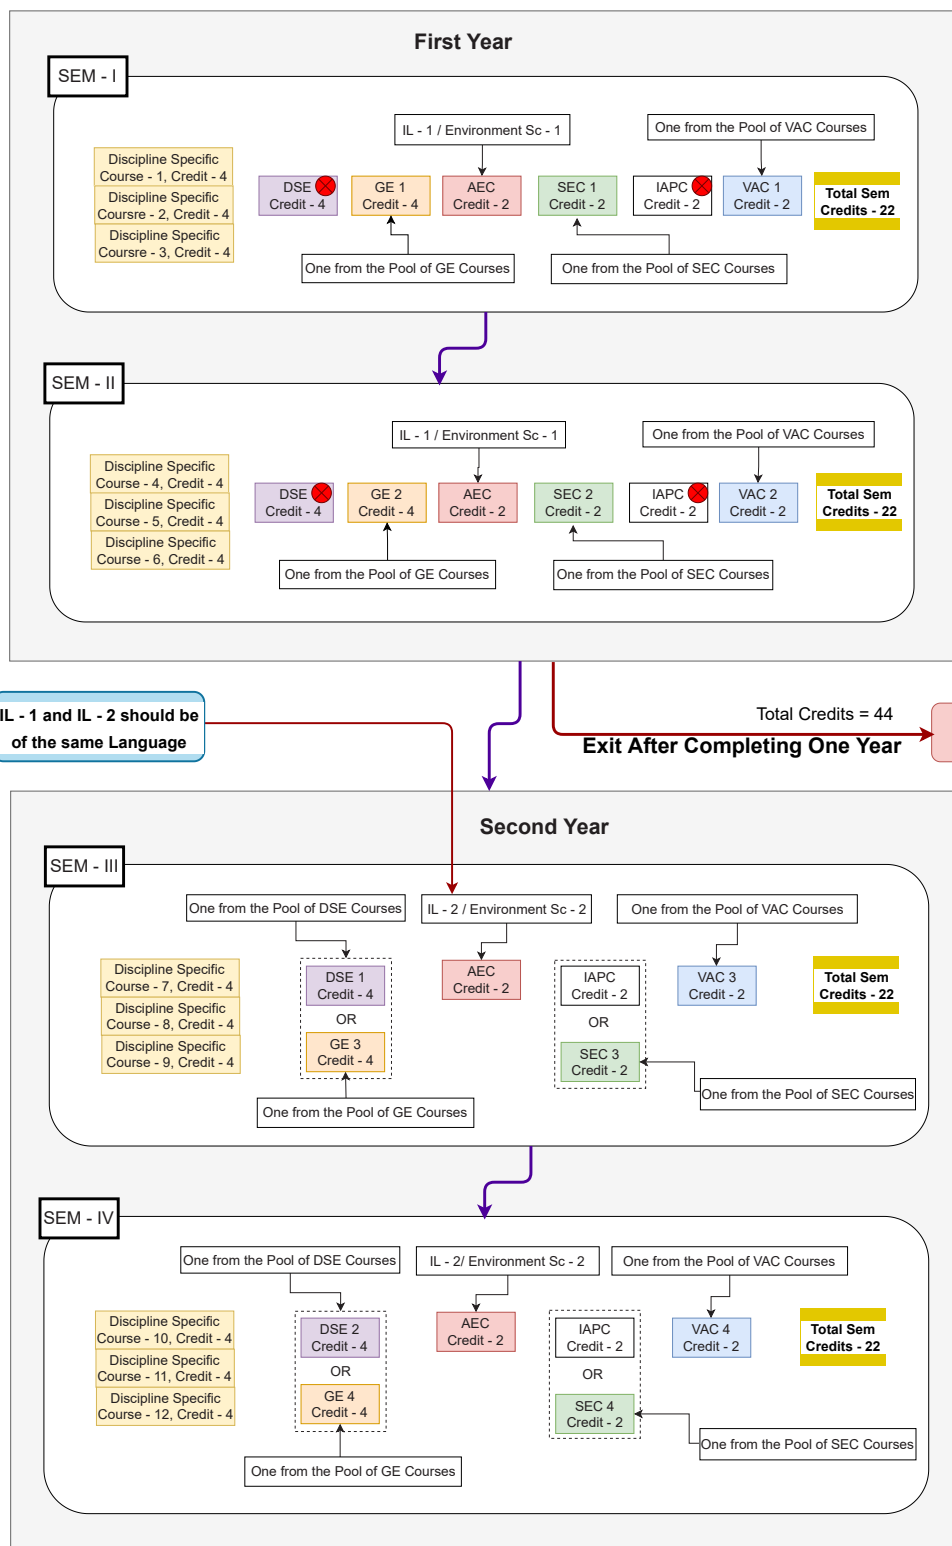 First Year
SEM - I
IL - 1 / Environment Sc - 1
One from the Pool of VAC Courses
Discipline Specific
Course - 1, Credit - 4
Discipline Specific
Coursre - 2, Credit - 4
Discipline Specific
Coursre - 3, Credit - 4
DSE
Credit - 4
GE 1
Credit - 4
AEC
Credit - 2
SEC 1
Credit - 2
IAPC
Credit - 2
VAC 1
Credit - 2
Total Sem
Credits - 22
One from the Pool of GE Courses
One from the Pool of SEC Courses
SEM - II
IL - 1 / Environment Sc - 1
One from the Pool of VAC Courses
Discipline Specific
Course - 4, Credit - 4
Discipline Specific
Course - 5, Credit - 4
Discipline Specific
Course - 6, Credit - 4
DSE
Credit - 4
GE 2
Credit - 4
AEC
Credit - 2
SEC 2
Credit - 2
IAPC
Credit - 2
VAC 2
Credit - 2
Total Sem
Credits - 22
One from the Pool of GE Courses
One from the Pool of SEC Courses
IL - 1 and IL - 2 should be
of the same Language
Total Credits = 44
Exit After Completing One Year
Second Year
SEM - III
One from the Pool of DSE Courses
IL - 2 / Environment Sc - 2
One from the Pool of VAC Courses
Discipline Specific
Course - 7, Credit - 4
Discipline Specific
Course - 8, Credit - 4
Discipline Specific
Course - 9, Credit - 4
DSE 1
Credit - 4
OR
GE 3
Credit - 4
AEC
Credit - 2
IAPC
Credit - 2
OR
SEC 3
Credit - 2
VAC 3
Credit - 2
Total Sem
Credits - 22
One from the Pool of GE Courses
One from the Pool of SEC Courses
SEM - IV
One from the Pool of DSE Courses
IL - 2/ Environment Sc - 2
One from the Pool of VAC Courses
Discipline Specific
Course - 10, Credit - 4
Discipline Specific
Course - 11, Credit - 4
Discipline Specific
Course - 12, Credit - 4
DSE 2
Credit - 4
OR
GE 4
Credit - 4
AEC
Credit - 2
IAPC
Credit - 2
OR
SEC 4
Credit - 2
VAC 4
Credit - 2
Total Sem
Credits - 22
One from the Pool of GE Courses
One from the Pool of SEC Courses